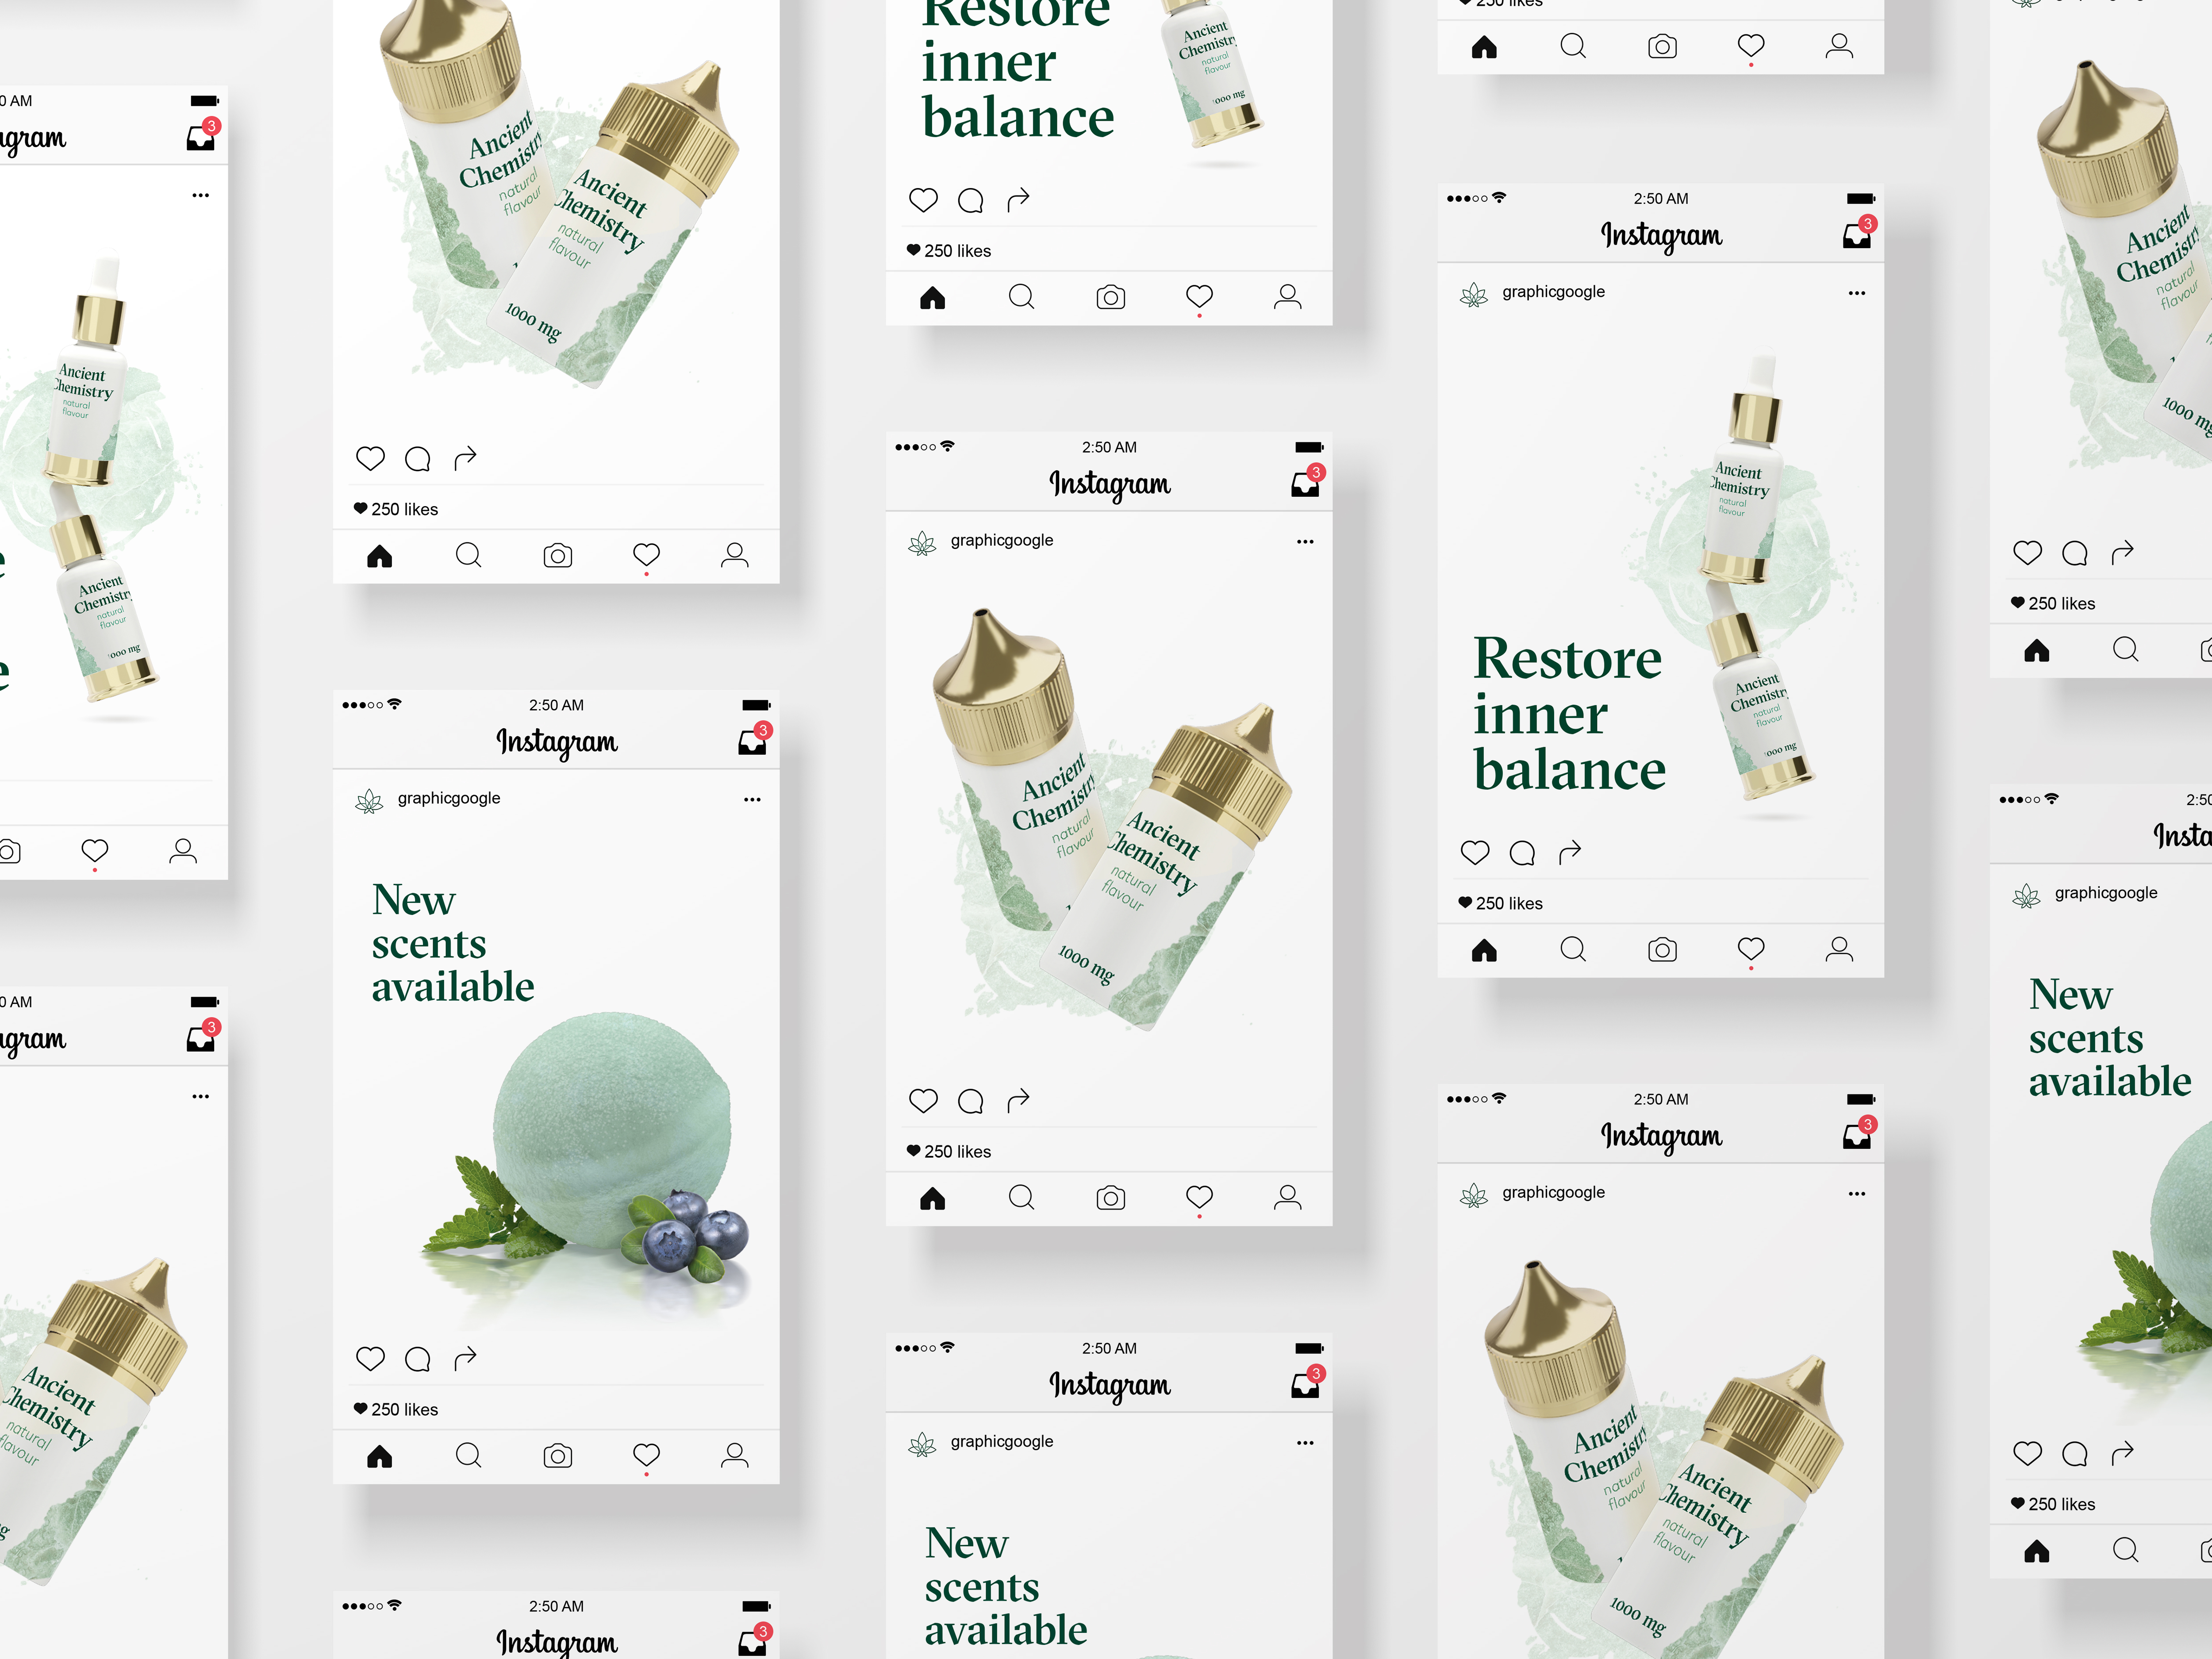 0 AM
agram
3
Ancient
Chemistry
natural
flavour
Ancient
Chemistry
natural
flavour
1000 mg
0 AM
agram
3
Ancient
Chemistry
natural
flavour
Ancient
Chemistry
natural
flavour
Ancient
Chemistry
natural
flavour
1000 mg
250 likes
2:50 AM
Instagram
3
graphicgoogle
New
scents
available
250 likes
2:50 AM
Instagram
3
Restore
inner
balance
Ancient
Chemistry
natural
flavour
1000 mg
250 likes
2:50 AM
Instagram
3
graphicgoogle
Ancient
Chemistry
natural
flavour
Ancient
Chemistry
natural
flavour
1000 mg
250 likes
2:50 AM
Instagram
3
graphicgoogle
New
scents
available
250 likes
2:50 AM
Instagram
3
graphicgoogle
Ancient
Chemistry
natural
flavour
Restore
inner
balance
Ancient
Chemistry
natural
flavour
1000 mg
250 likes
2:50 AM
Instagram
3
graphicgoogle
Ancient
Chemistry
natural
flavour
Ancient
Chemistry
natural
flavour
1000 mg
Ancient
Chemistry
natural
flavour
1000 mg
250 likes
2:50
Insta
graphicgoogle
New
scents
available
250 likes